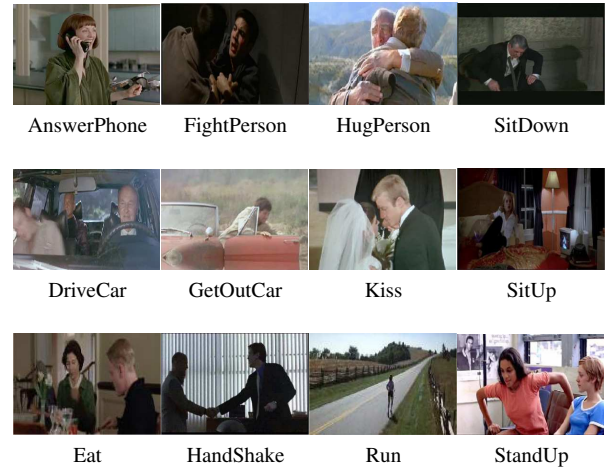 AnswerPhone FightPerson HugPerson SitDown
DriveCar GetOutCar Kiss SitUp
Eat HandShake Run StandUp